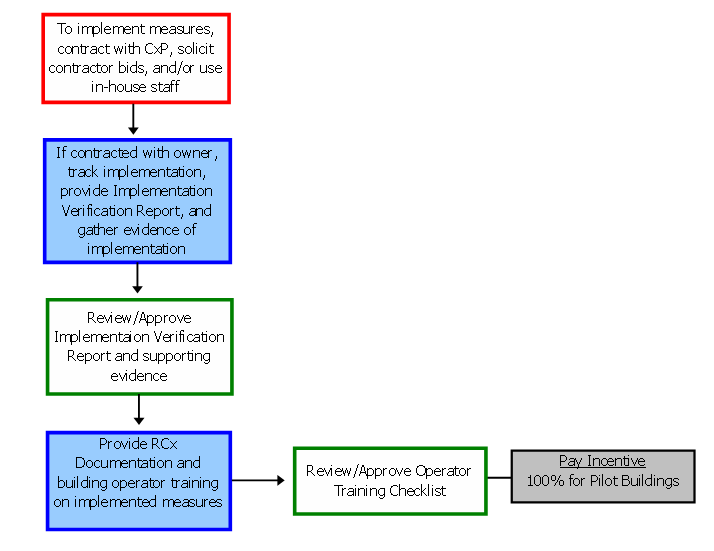 To implement measures,
contract with CxP, solicit
contractor bids, and/or use
in-house staff
If contracted with owner,
track implementation,
provide Implementation
Verification Report, and
gather evidence of
implementation
Review/Approve
Implementaion Verification
Report and supporting
evidence
Provide RCx
Documentation and
building operator training
on implemented measures
Review/Approve Operator
Training Checklist
Pay Incentive
100% for Pilot Buildings